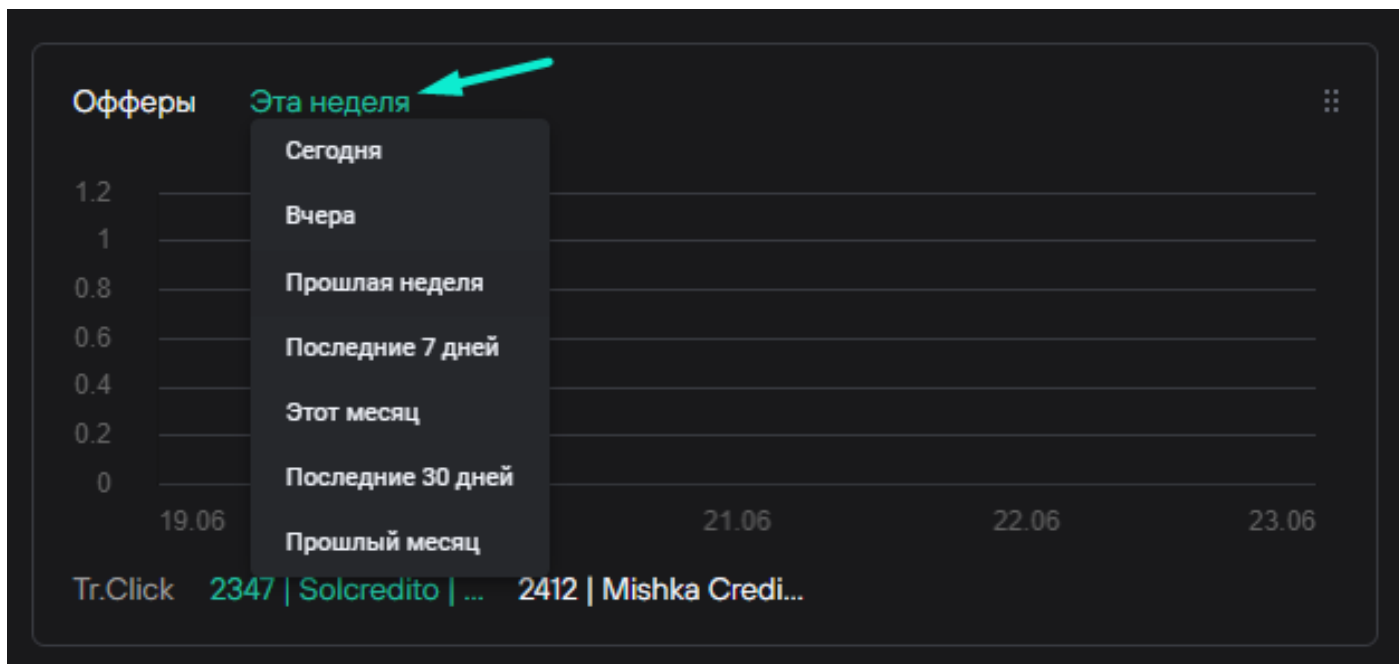 Офферы Эта неделя
Сегодня
1.2
Вчера
1
Прошлая неделя
0.8
0.6
Последние 7 дней
0.4
Этот месяц
0.2
Последние 30 дней
0
19.06 21.06 22.06 23.06
Прошлый месяц
Tr.Click 2347 | Solcredito | ... 2412 | Mishka Credi...